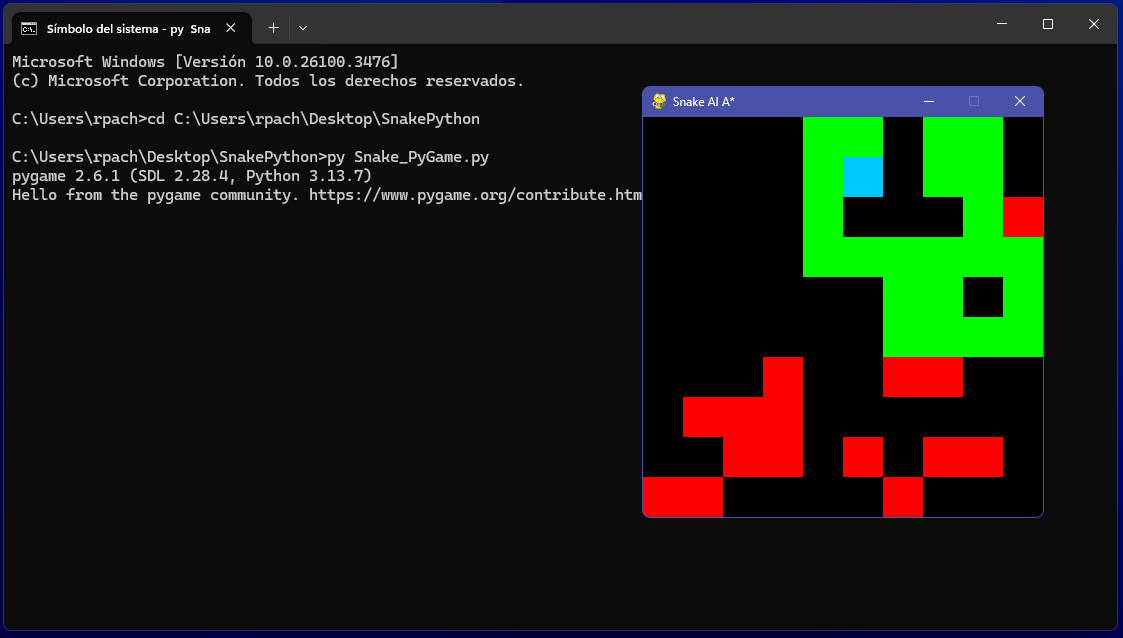 Símbolo del sistema - py Sna
Microsoft Windows [Versión 10.0.26100.3476]
(c) Microsoft Corporation. Todos los derechos reservados.
C:\Users\rpach>cd C:\Users\rpach\Desktop\SnakePython
C:\Users\rpach\Desktop\SnakePython>py Snake_PyGame.py
pygame 2.6.1 (SDL 2.28.4, Python 3.13.7)
Hello from the pygame community. https://www.pygame.org/contribute.htm
Snake AI A*